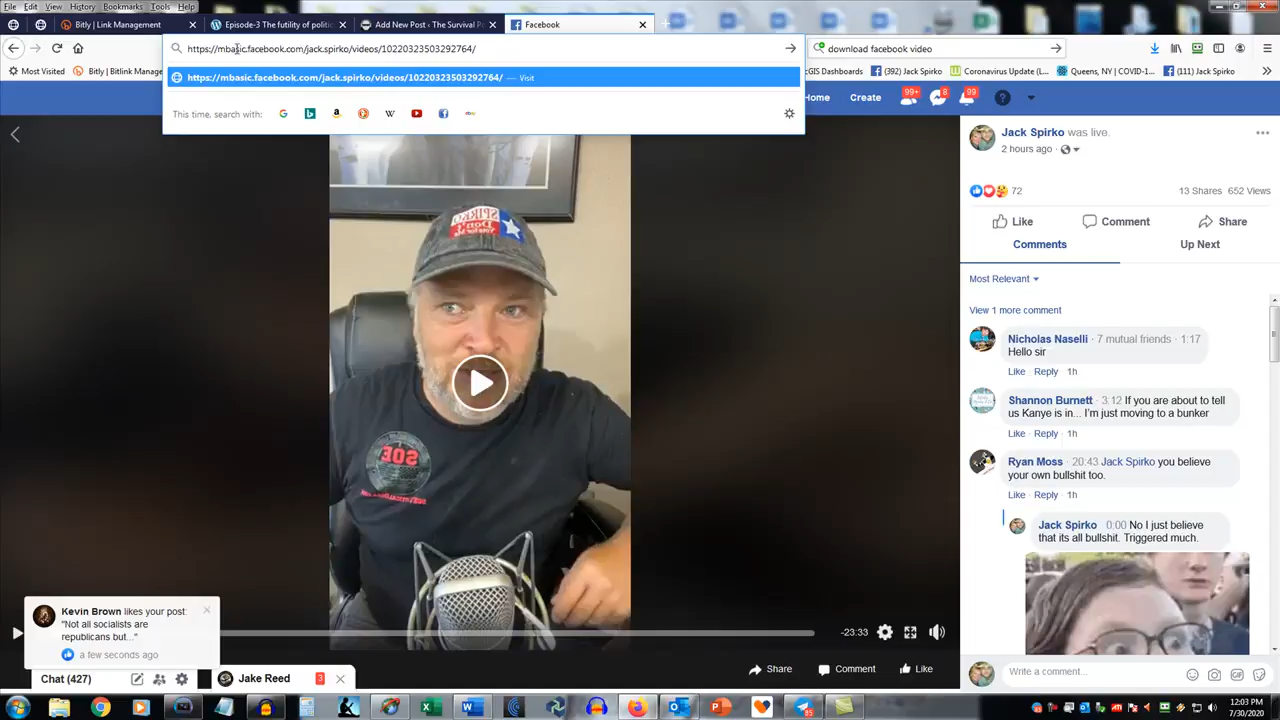 File Edit View History Bookmarks Tools Help
Bitly | Link Management
Episode-3 The futility of politi
Add New Post ‹ The Survival P
Facebook
https://mbasic.facebook.com/jack.spirko/videos/10220323503292764/
download facebook video
https://mbasic.facebook.com/jack.spirko/videos/10220323503292764/ — Visit
This time, search with:
Most Visited
Bitly | Bitlink Managem
GIS Dashboards
(392) Jack Spirko
Coronavirus Update (L
Queens, NY | COVID-1
(111) Jack Spirko
Home
Create
99+
8
99
Jack Spirko was live.
2 hours ago
72
13 Shares 652 Views
Like
Comment
Share
Comments
Up Next
Most Relevant
View 1 more comment
Nicholas Naselli · 7 mutual friends · 1:17
Hello sir
Like · Reply · 1h
Shannon Burnett · 3:12 If you are about to tell
us Kanye is in... I'm just moving to a bunker
Like · Reply · 1h
Ryan Moss · 20:43 Jack Spirko you believe
your own bullshit too.
Like · Reply · 1h
Jack Spirko 0:00 No I just believe
that its all bullshit. Triggered much.
SPIRKO
Don't
SOE
Kevin Brown likes your post:
"Not all socialists are
republicans but..."
a few seconds ago
-23:33
Chat (427)
Jake Reed
3
Share
Comment
Like
Write a comment...
12:03 PM
7/30/2020